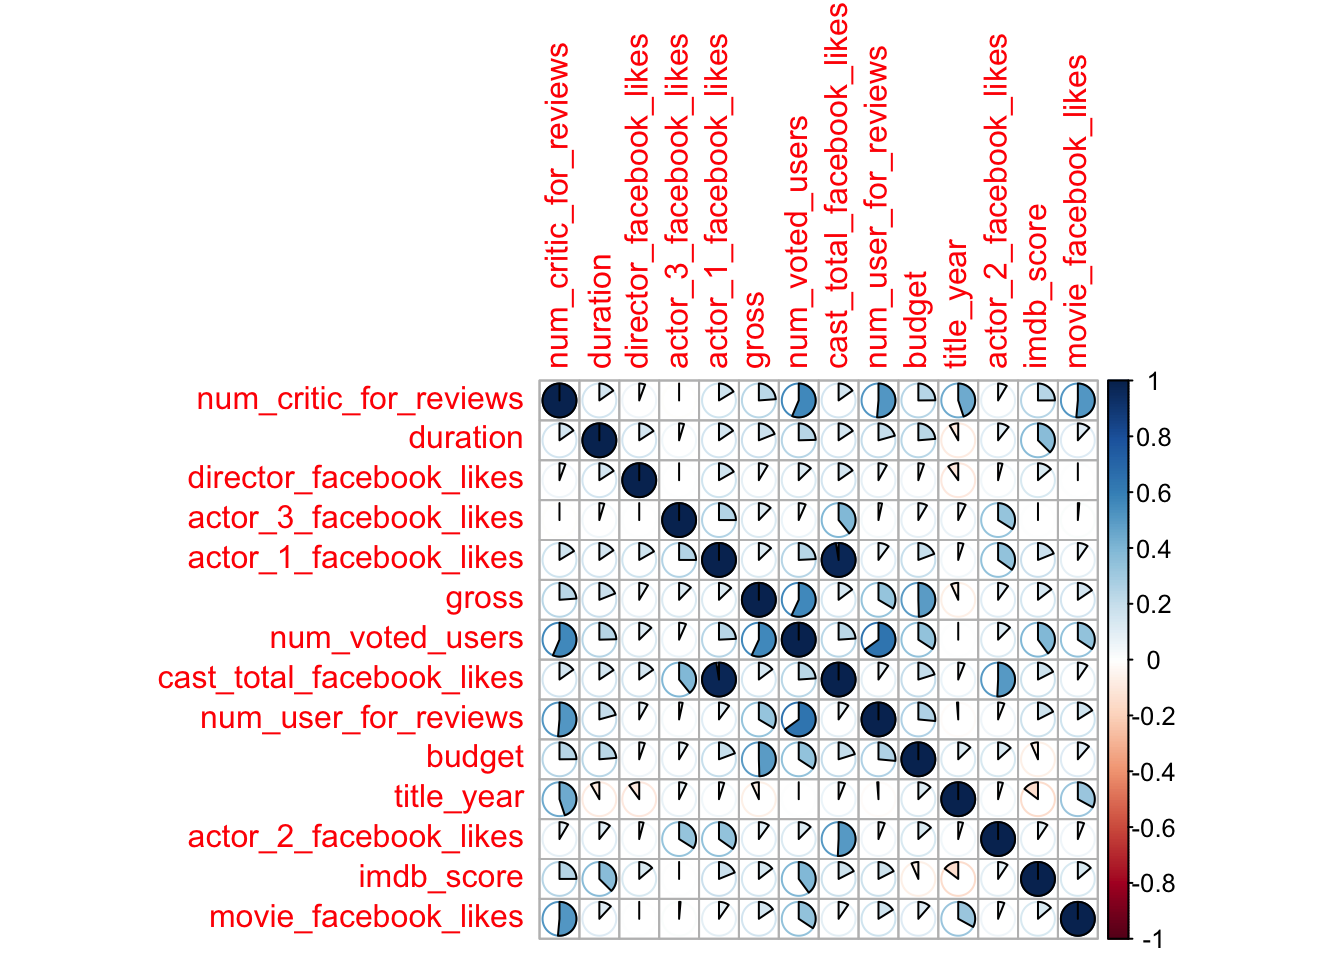 num_critic_for_reviews
duration
director_facebook_likes
actor_3_facebook_likes
actor_1_facebook_likes
gross
num_voted_users
cast_total_facebook_likes
num_user_for_reviews
budget
title_year
actor_2_facebook_likes
imdb_score
movie_facebook_likes
num_critic_for_reviews
duration
director_facebook_likes
actor_3_facebook_likes
actor_1_facebook_likes
gross
num_voted_users
cast_total_facebook_likes
num_user_for_reviews
budget
title_year
actor_2_facebook_likes
imdb_score
movie_facebook_likes
1
0.8
0.6
0.4
0.2
0
-0.2
-0.4
-0.6
-0.8
-1